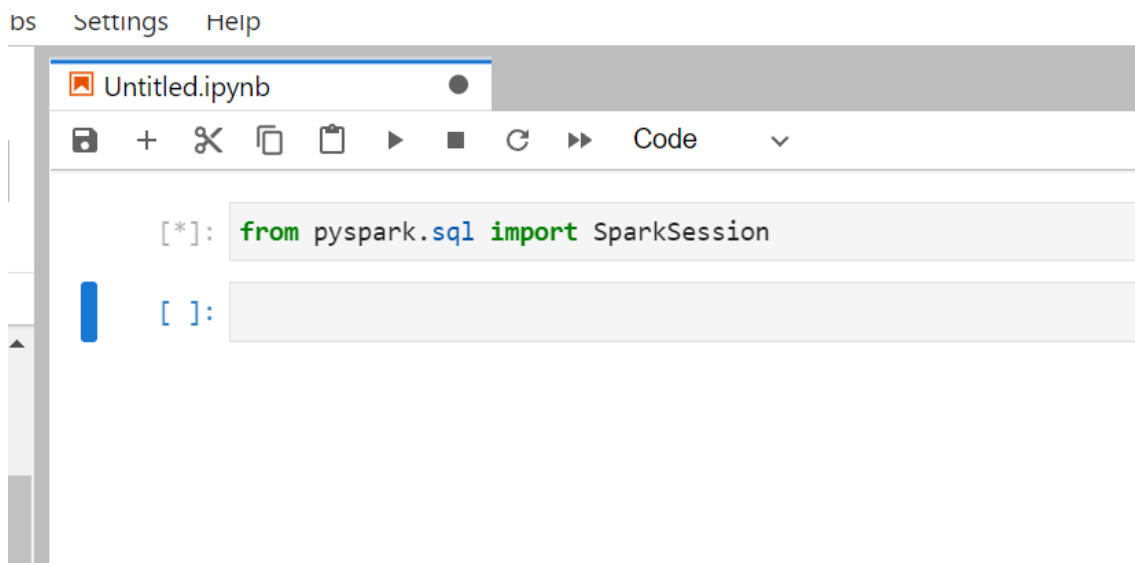 bs Settings Help
Untitled.ipynb
Code
[*]: from pyspark.sql import SparkSession
[ ]: